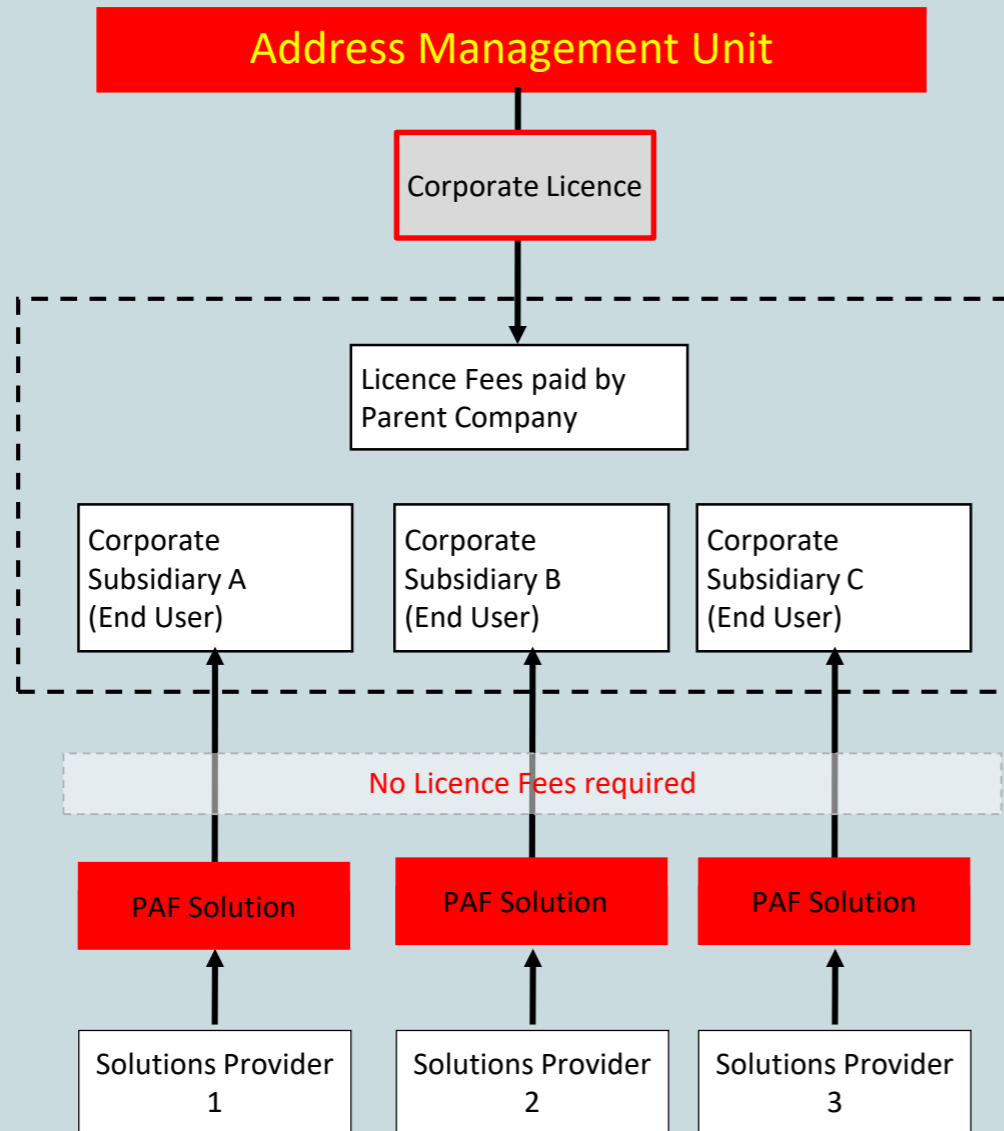 Address Management Unit
Corporate Licence
Licence Fees paid by
Parent Company
Corporate
Subsidiary A
(End User)
Corporate
Subsidiary B
(End User)
Corporate
Subsidiary C
(End User)
No Licence Fees required
PAF Solution
PAF Solution
PAF Solution
Solutions Provider
1
Solutions Provider
2
Solutions Provider
3